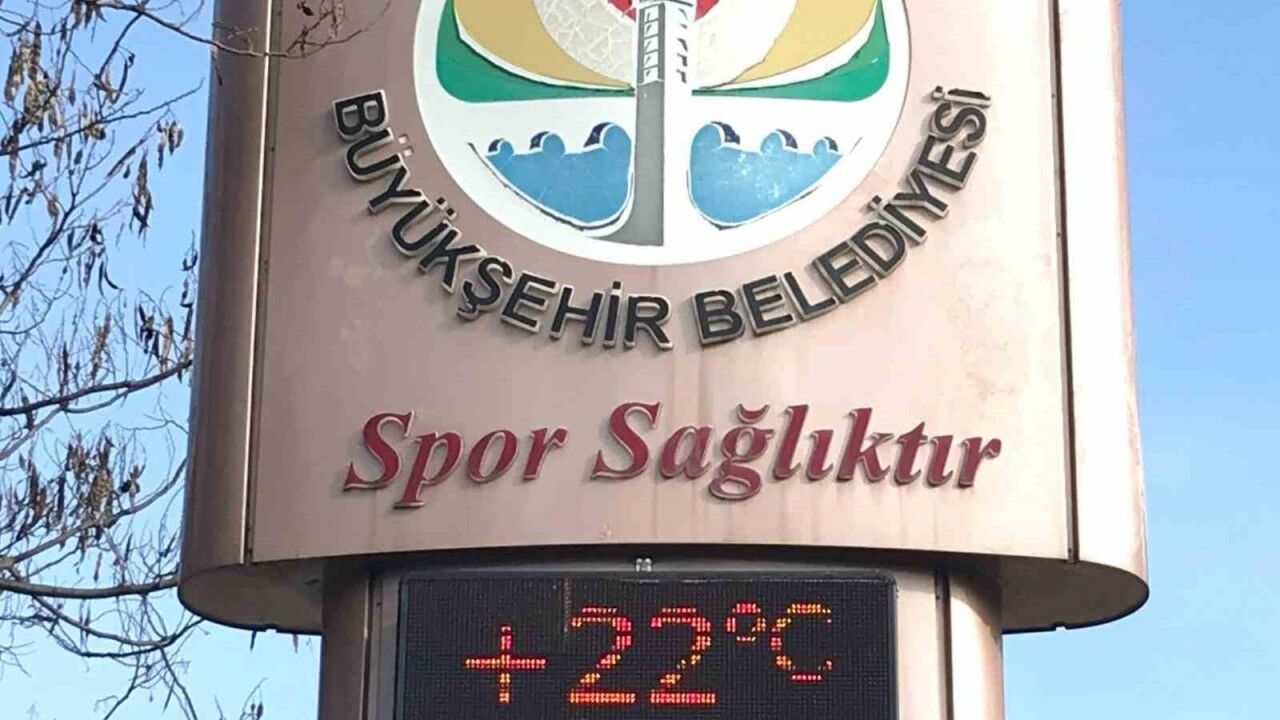 BÜYÜKŞEHİR BELEDİYESİ
Spor Sağlıktır
+22°C